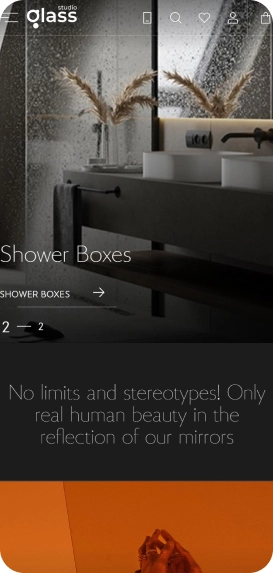 studio
glass
Shower Boxes
SHOWER BOXES
2 — 2
No limits and stereotypes! Only
real human beauty in the
reflection of our mirrors